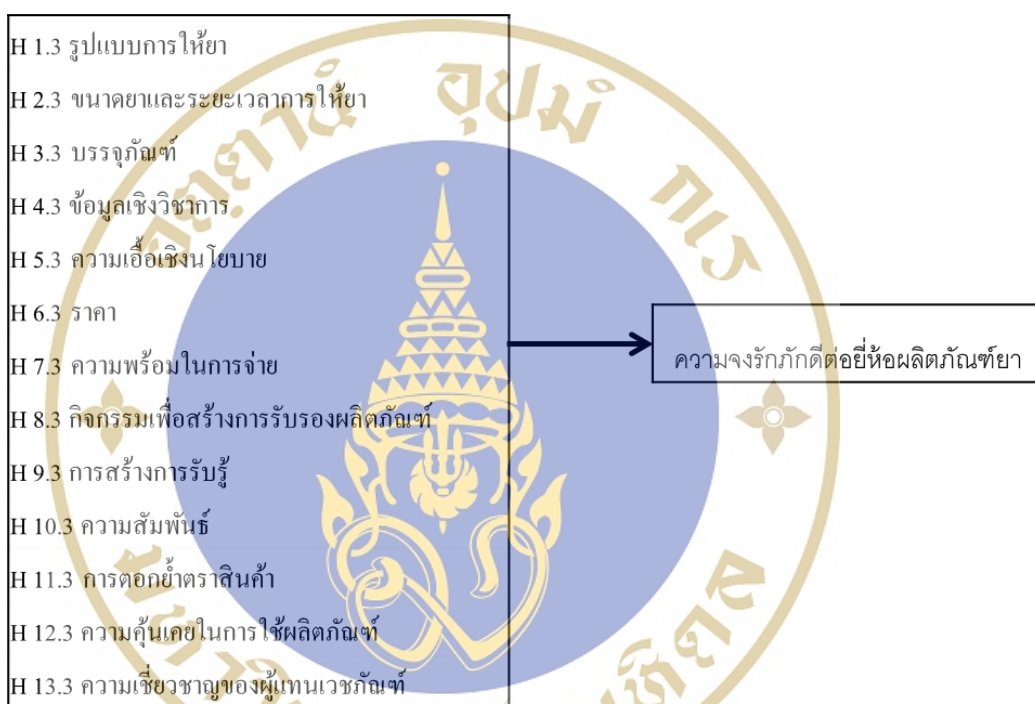 H 1.3 รูปแบบการให้ยา
H 2.3 ขนาดยาและระยะเวลาการให้ยา
H 3.3 บรรจุภัณฑ์
H 4.3 ข้อมูลเชิงวิชาการ
H 5.3 ความเอื้อเชิงนโยบาย
H 6.3 ราคา
H 7.3 ความพร้อมในการจ่าย
H 8.3 กิจกรรมเพื่อสร้างการรับรองผลิตภัณฑ์
H 9.3 การสร้างการรับรู้
H 10.3 ความสัมพันธ์
H 11.3 การตอกย้ำตราสินค้า
H 12.3 ความคุ้นเคยในการใช้ผลิตภัณฑ์
H 13.3 ความเชี่ยวชาญของผู้แทนเวชภัณฑ์
ความจงรักภักดีต่อยี่ห้อผลิตภัณฑ์ยา
อตฺตานํ อุปมํ กเร